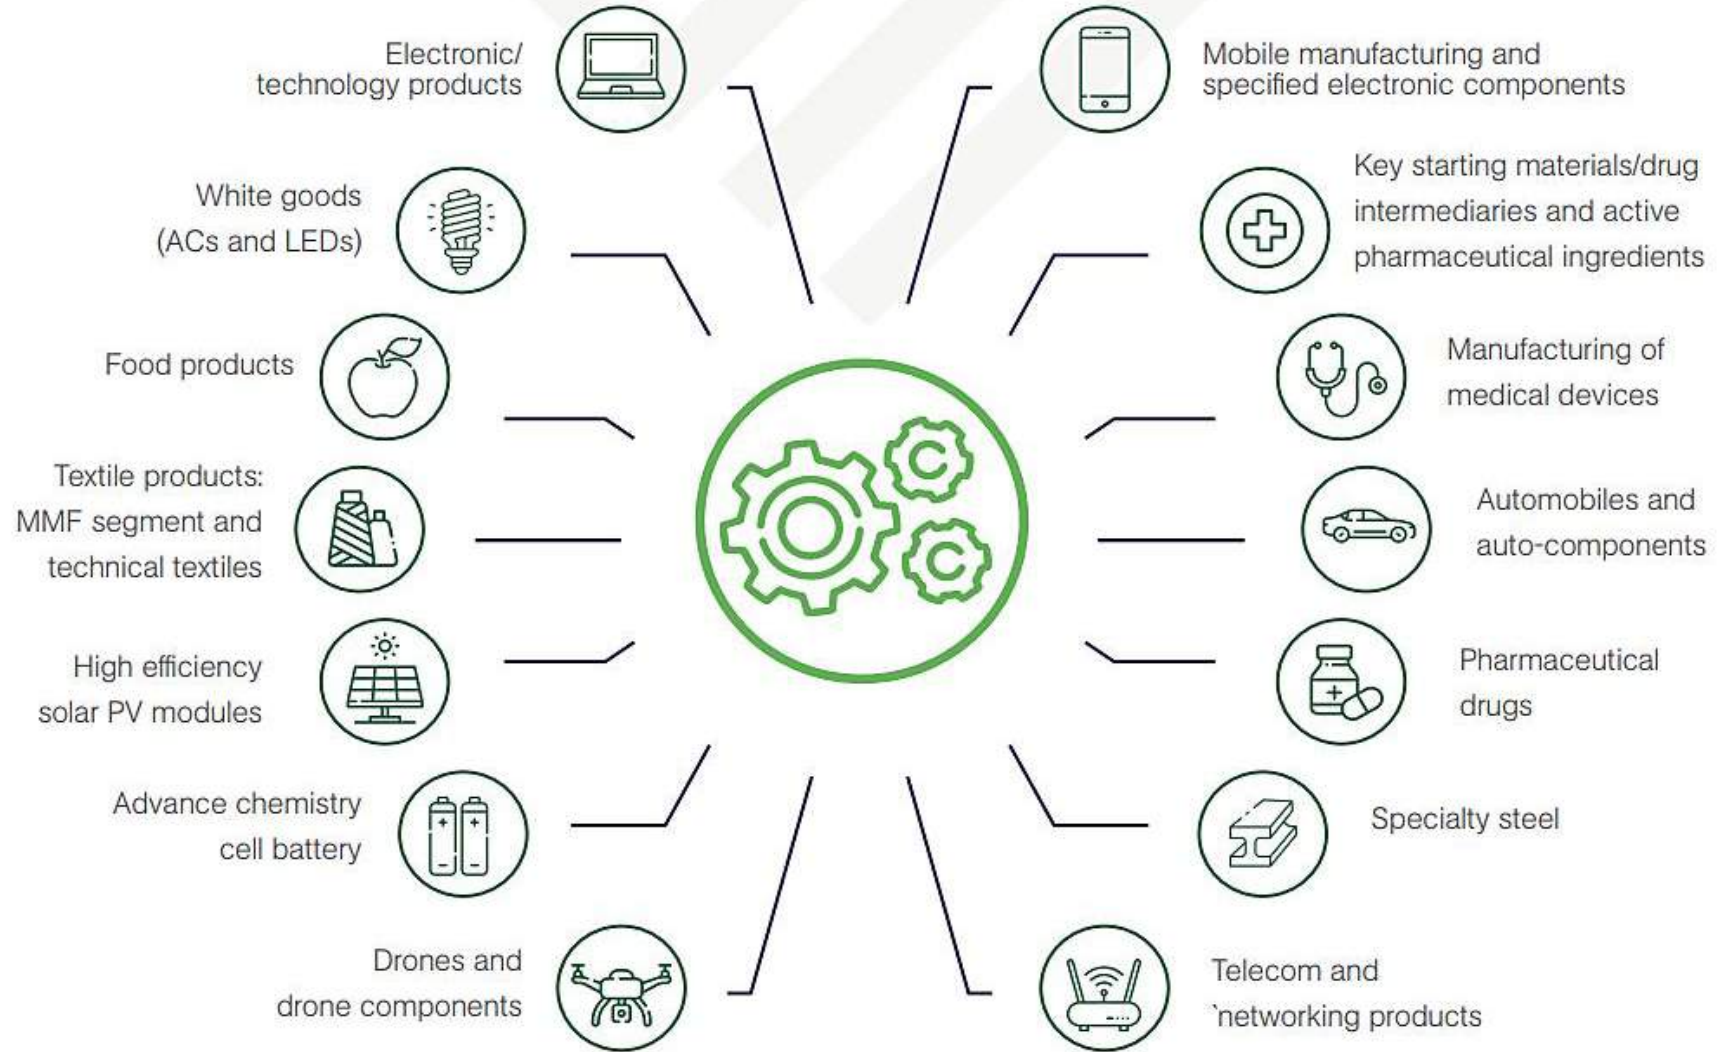 Electronic/
technology products
Mobile manufacturing and
specified electronic components
White goods
(ACs and LEDs)
Key starting materials/drug
intermediaries and active
pharmaceutical ingredients
Food products
Manufacturing of
medical devices
Textile products:
MMF segment and
technical textiles
Automobiles and
auto-components
High efficiency
solar PV modules
Pharmaceutical
drugs
Advance chemistry
cell battery
Specialty steel
Drones and
drone components
Telecom and
`networking products